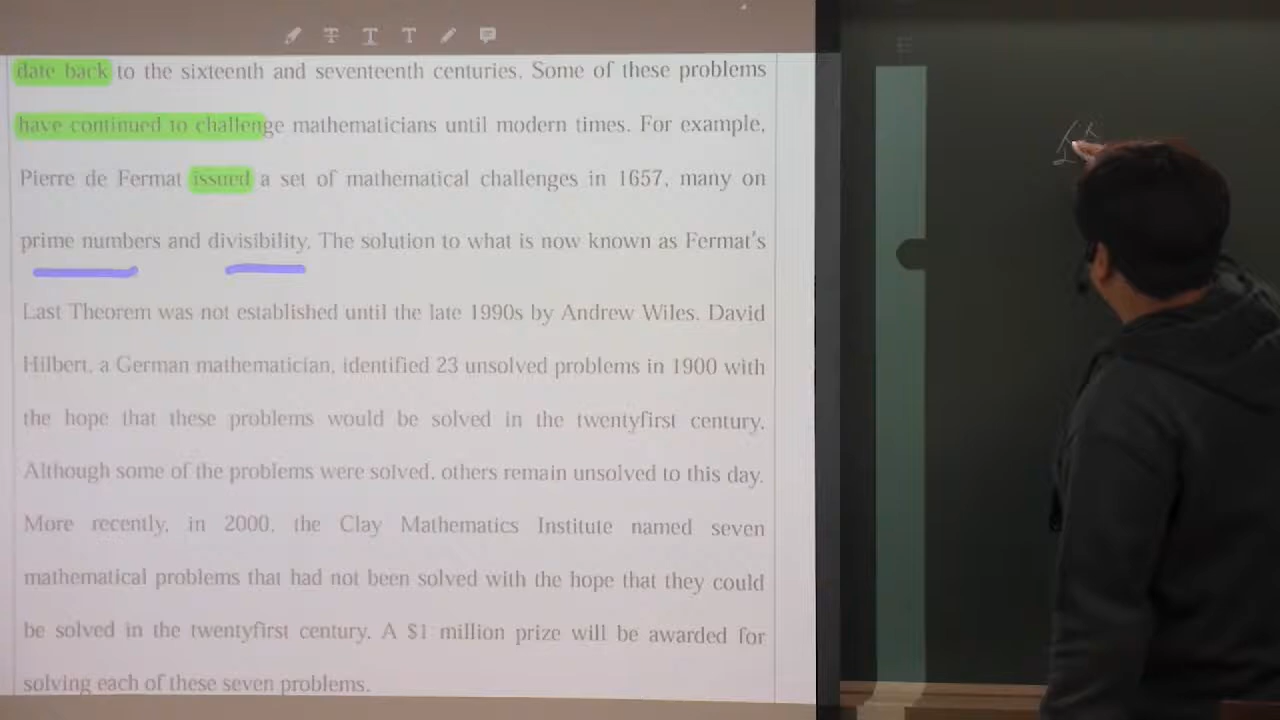 date back to the sixteenth and seventeenth centuries. Some of these problems
have continued to challenge mathematicians until modern times. For example,
Pierre de Fermat issued a set of mathematical challenges in 1657, many on
prime numbers and divisibility. The solution to what is now known as Fermat's
Last Theorem was not established until the late 1990s by Andrew Wiles. David
Hilbert, a German mathematician, identified 23 unsolved problems in 1900 with
the hope that these problems would be solved in the twentyfirst century.
Although some of the problems were solved, others remain unsolved to this day.
More recently, in 2000, the Clay Mathematics Institute named seven
mathematical problems that had not been solved with the hope that they could
be solved in the twentyfirst century. A $1 million prize will be awarded for
solving each of these seven problems.